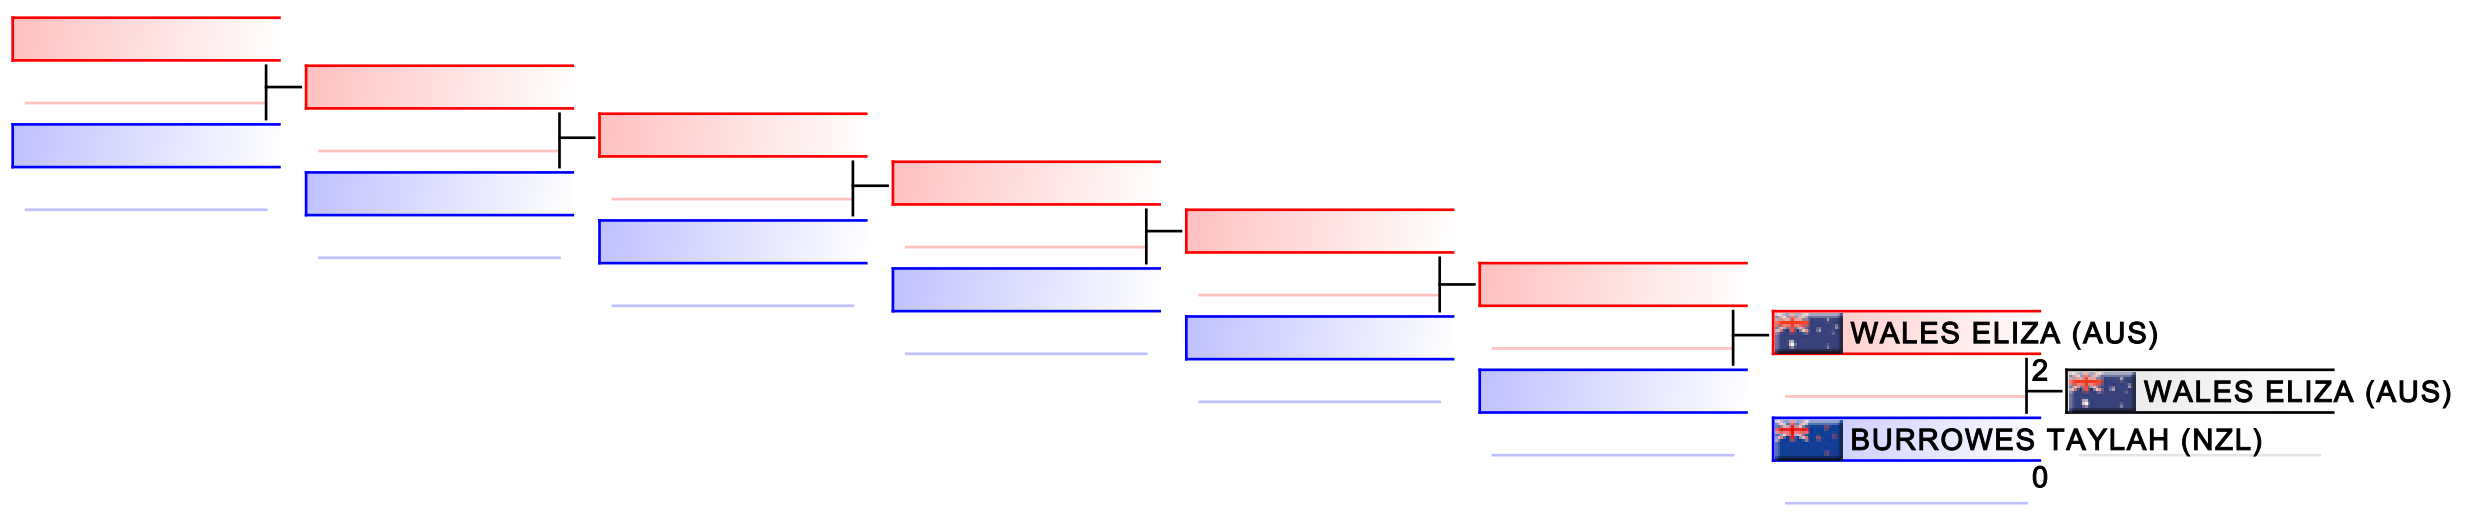 WALES ELIZA (AUS)
2
WALES ELIZA (AUS)
BURROWES TAYLAH (NZL)
0